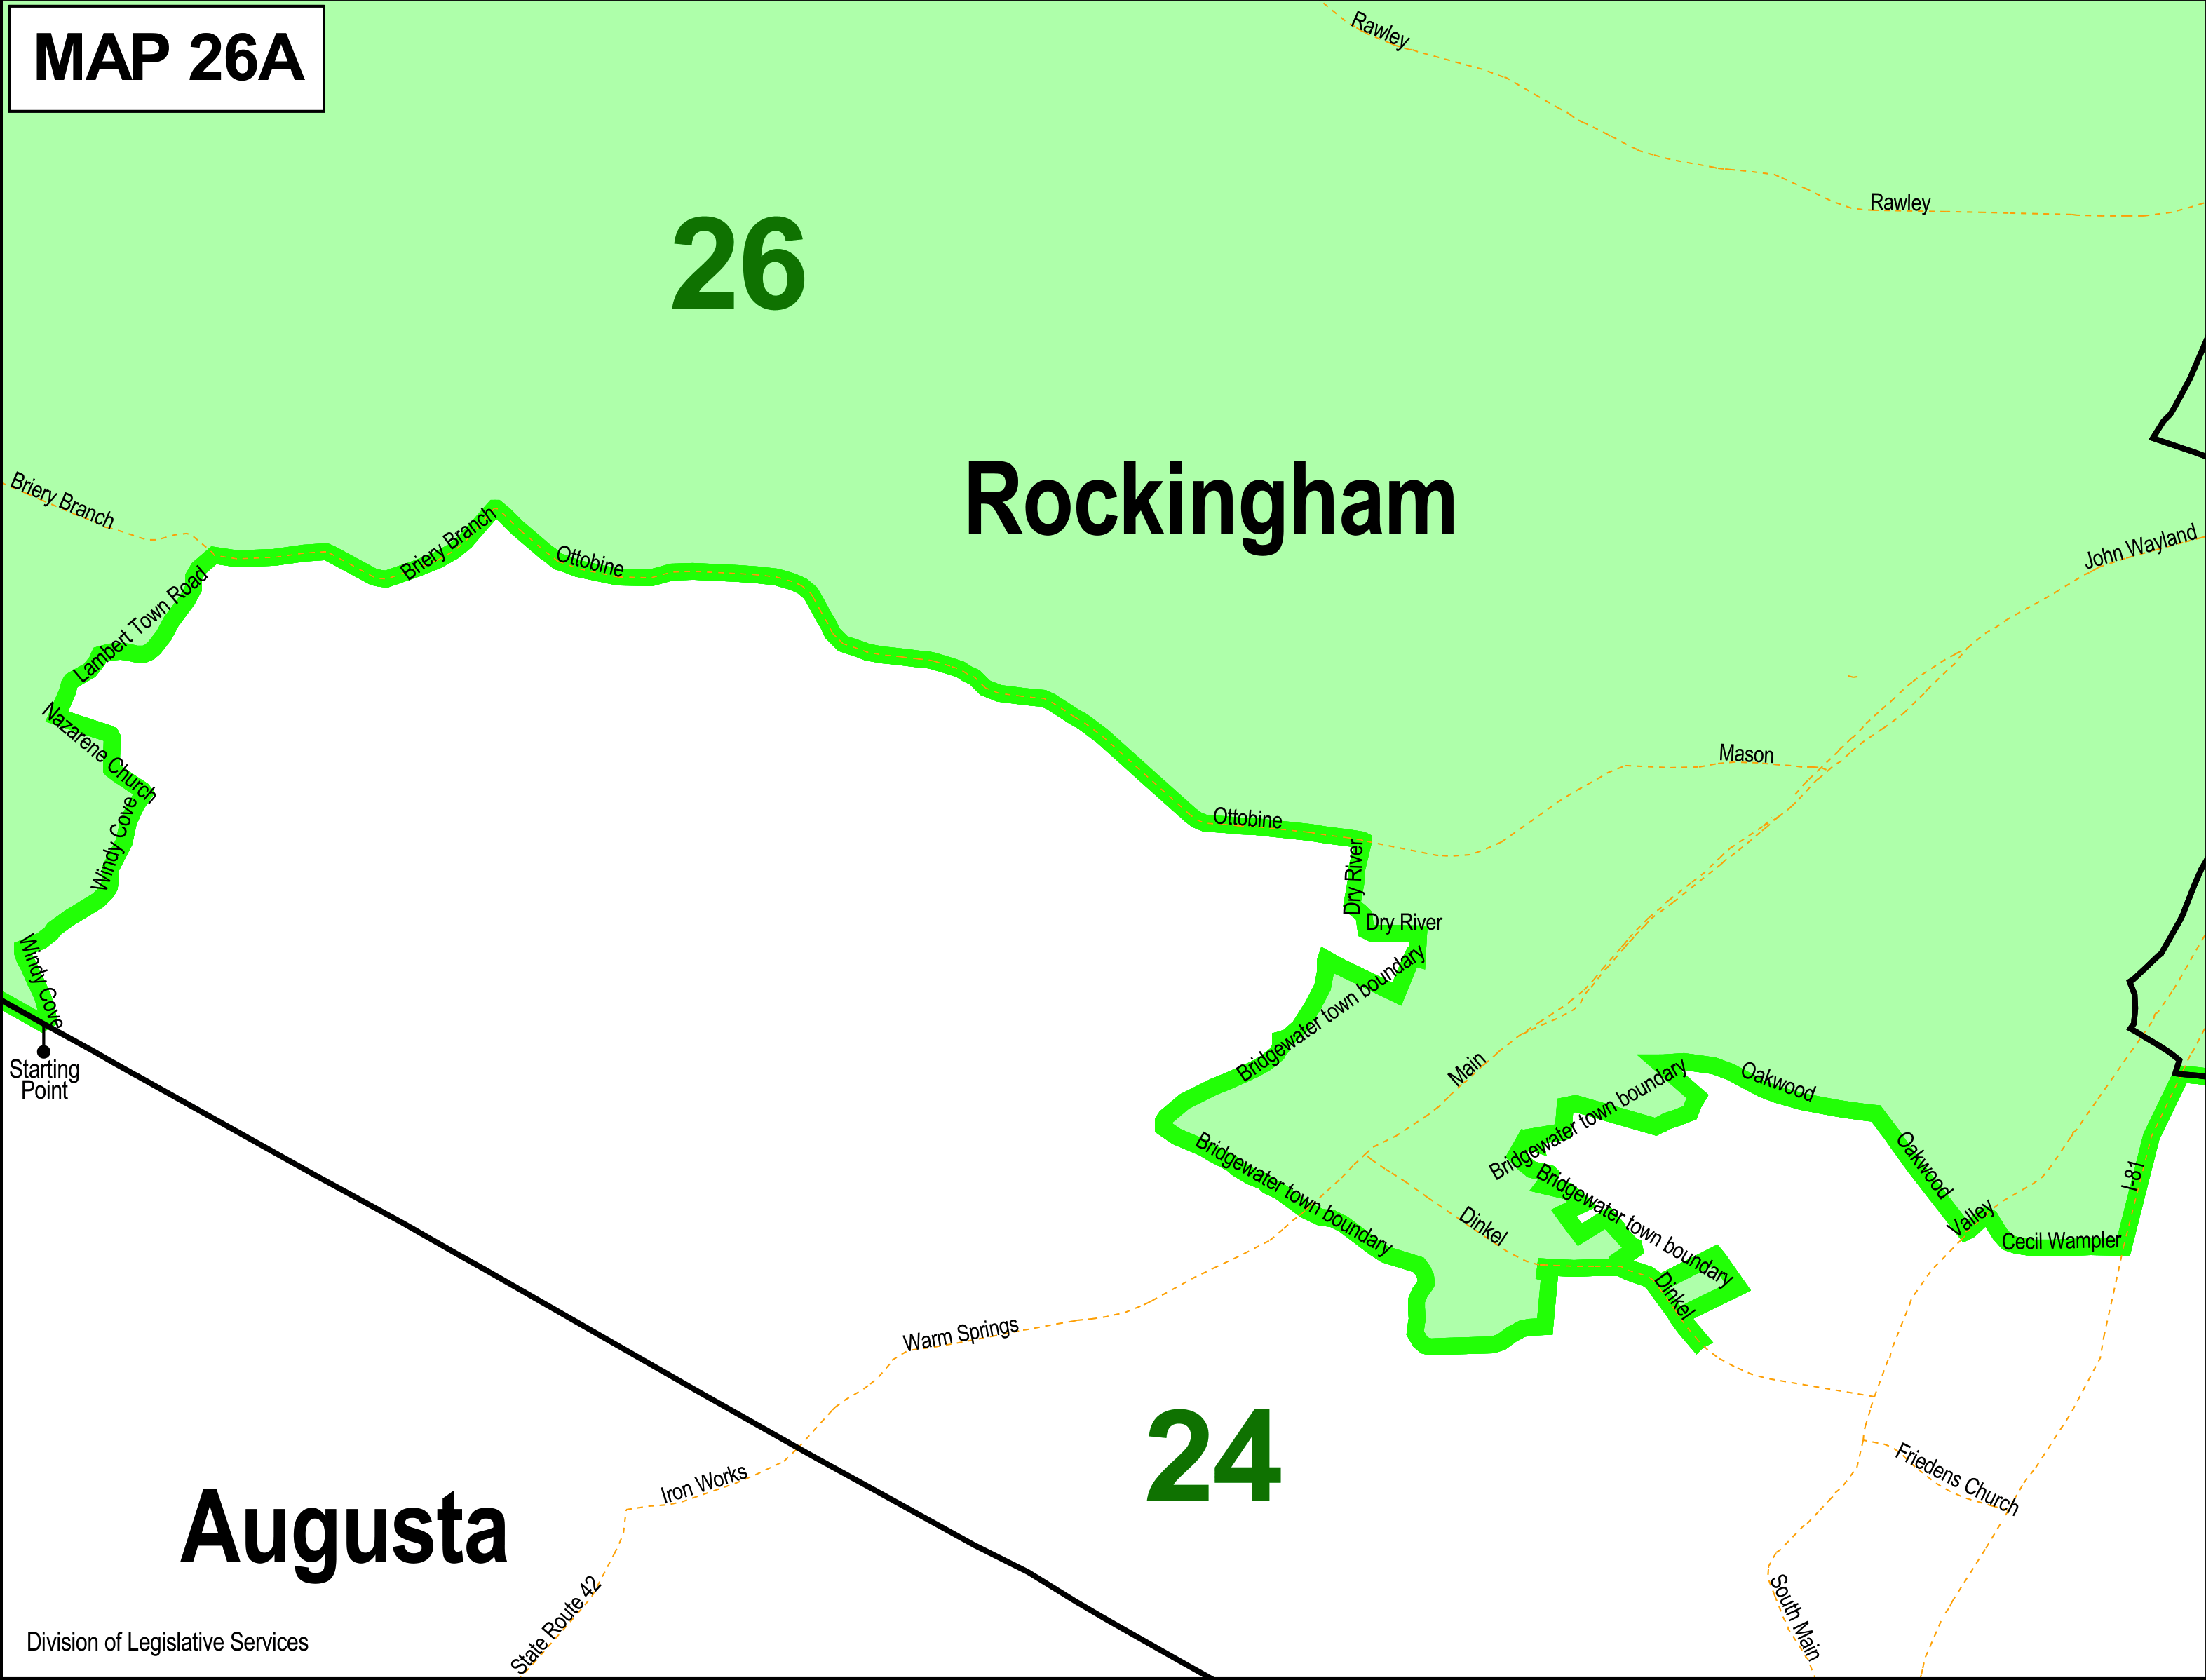 MAP 26A
Rawley
Rawley
26
Rockingham
Briery Branch
Briery Branch
Ottobine
John Wayland
Lambert Town Road
Nazarene Church
Mason
Windy Cove
Ottobine
Dry River
Dry River
Windy Cove
Bridgewater town boundary
Starting
Point
Main
Oakwood
Bridgewater town boundary
Bridgewater town boundary
Oakwood
I-81
Bridgewater town boundary
Dinkel
Valley
Cecil Wampler
Dinkel
Warm Springs
24
Iron Works
Friedens Church
Augusta
State Route 42
South Main
Division of Legislative Services